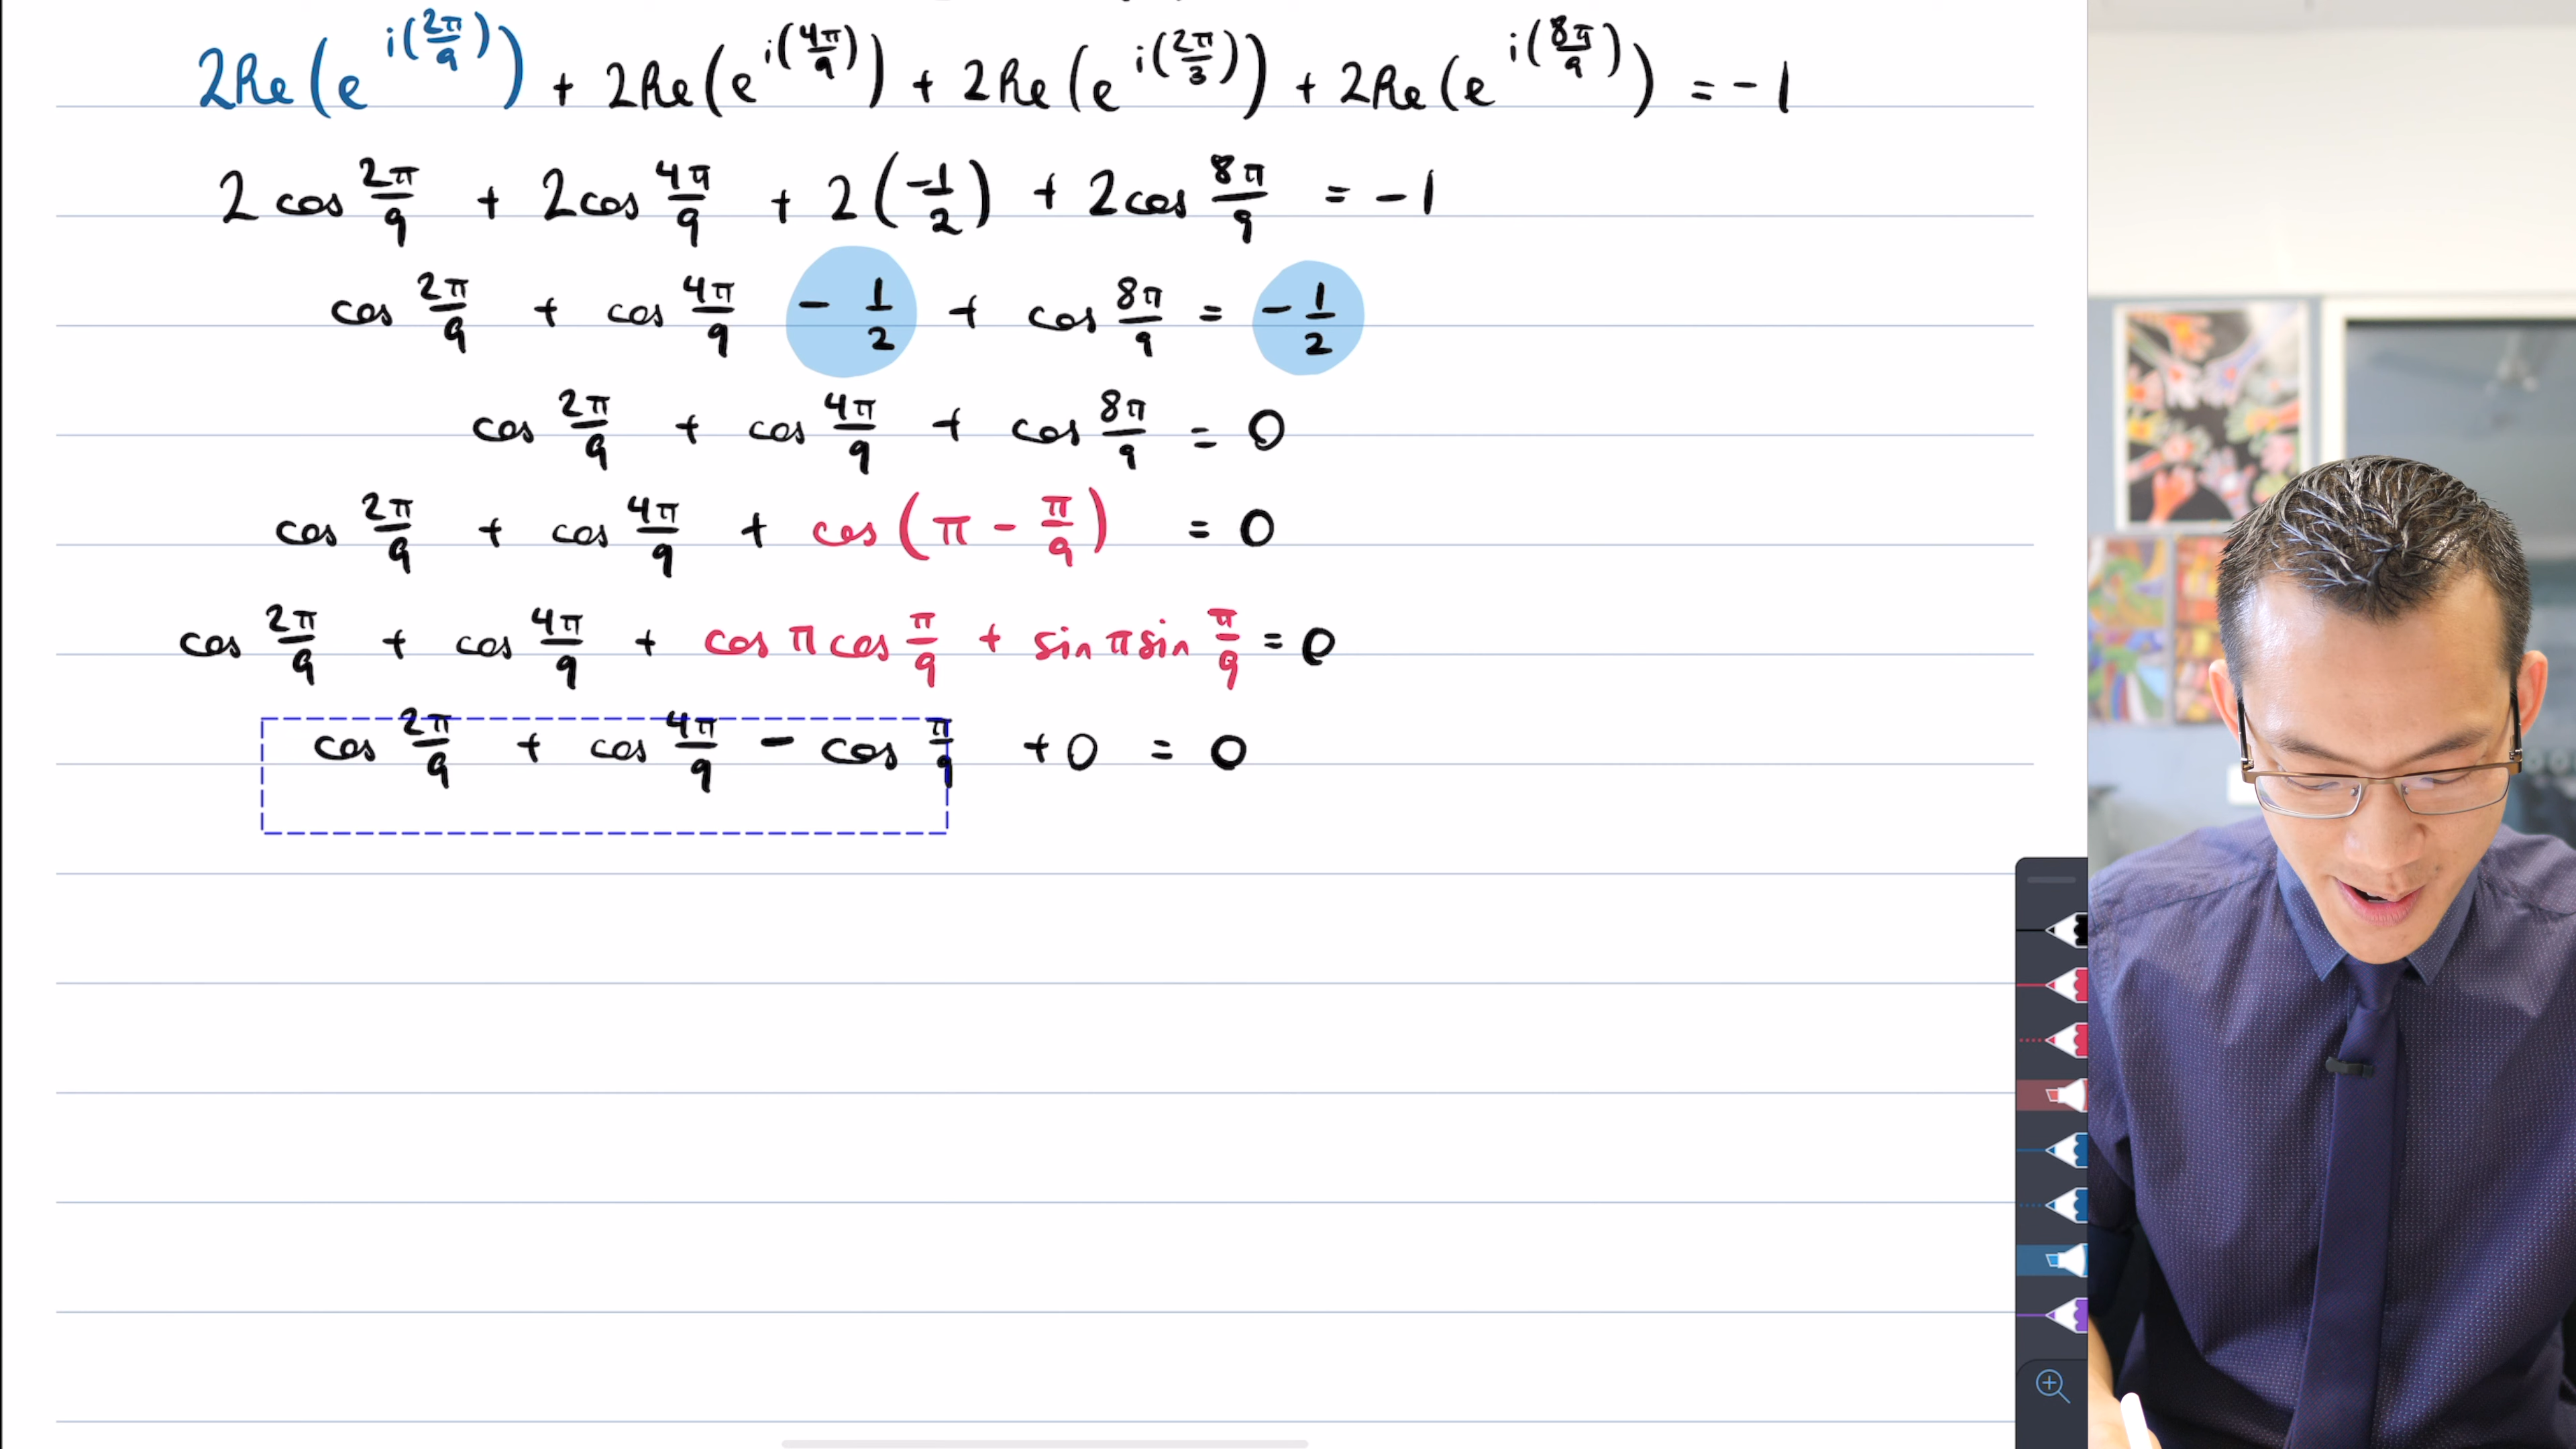 2Re(e^{i(2π/9)}) + 2Re(e^{i(4π/9)}) + 2Re(e^{i(2π/3)}) + 2Re(e^{i(8π/9)}) = -1
2 cos 2π/9 + 2cos 4π/9 + 2(-1/2) + 2cos 8π/9 = -1
cos 2π/9 + cos 4π/9 - 1/2 + cos 8π/9 = -1/2
cos 2π/9 + cos 4π/9 + cos 8π/9 = 0
cos 2π/9 + cos 4π/9 + cos(π - π/9) = 0
cos 2π/9 + cos 4π/9 + cos π cos π/9 + sin π sin π/9 = 0
cos 2π/9 + cos 4π/9 - cos π/9 + 0 = 0